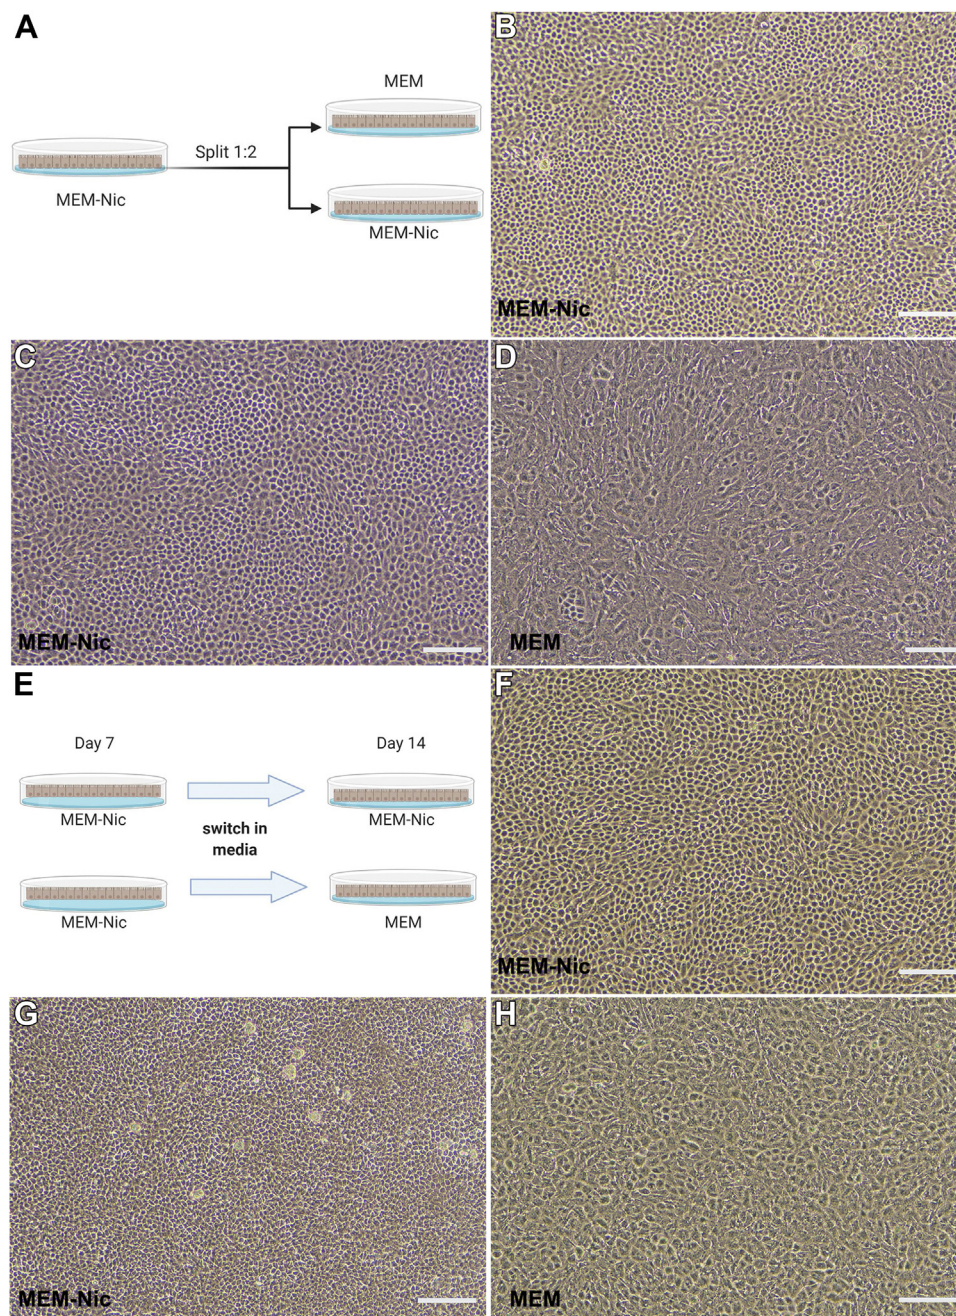 A
MEM
Split 1:2
MEM-Nic
MEM-Nic
B
MEM-Nic
C
MEM-Nic
D
MEM
E
Day 7
Day 14
MEM-Nic
MEM-Nic
switch in
media
MEM-Nic
MEM
F
MEM-Nic
G
MEM-Nic
H
MEM